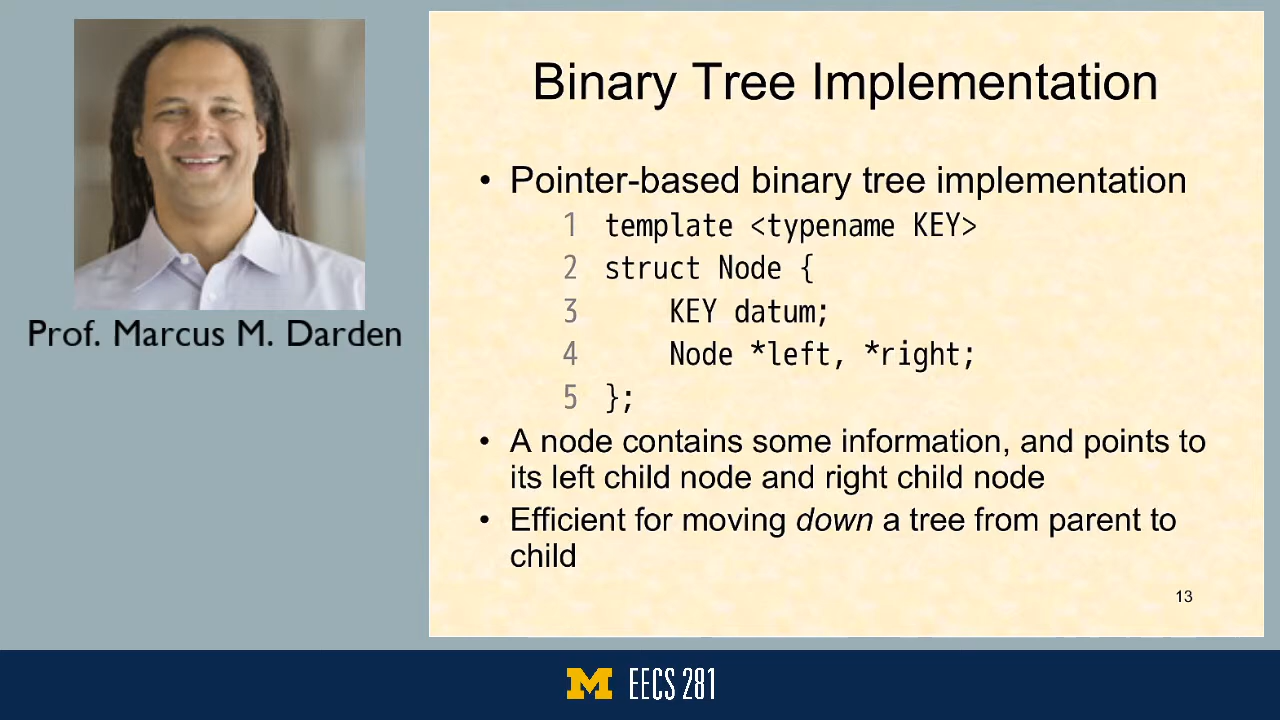 Prof. Marcus M. Darden
Binary Tree Implementation
• Pointer-based binary tree implementation
1 template <typename KEY>
2 struct Node {
3     KEY datum;
4     Node *left, *right;
5 };
• A node contains some information, and points to
its left child node and right child node
• Efficient for moving down a tree from parent to
child
13
M EECS 281